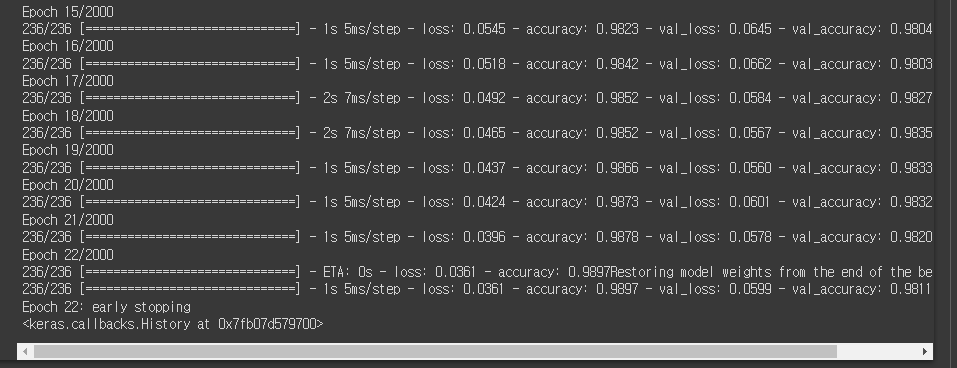 Epoch 15/2000
236/236 [==============================] - 1s 5ms/step - loss: 0.0545 - accuracy: 0.9823 - val_loss: 0.0645 - val_accuracy: 0.9804
Epoch 16/2000
236/236 [==============================] - 1s 5ms/step - loss: 0.0518 - accuracy: 0.9842 - val_loss: 0.0662 - val_accuracy: 0.9803
Epoch 17/2000
236/236 [==============================] - 2s 7ms/step - loss: 0.0492 - accuracy: 0.9852 - val_loss: 0.0584 - val_accuracy: 0.9827
Epoch 18/2000
236/236 [==============================] - 2s 7ms/step - loss: 0.0465 - accuracy: 0.9852 - val_loss: 0.0567 - val_accuracy: 0.9835
Epoch 19/2000
236/236 [==============================] - 1s 5ms/step - loss: 0.0437 - accuracy: 0.9866 - val_loss: 0.0560 - val_accuracy: 0.9833
Epoch 20/2000
236/236 [==============================] - 1s 5ms/step - loss: 0.0424 - accuracy: 0.9873 - val_loss: 0.0601 - val_accuracy: 0.9832
Epoch 21/2000
236/236 [==============================] - 1s 5ms/step - loss: 0.0396 - accuracy: 0.9878 - val_loss: 0.0578 - val_accuracy: 0.9820
Epoch 22/2000
236/236 [==============================] - ETA: 0s - loss: 0.0361 - accuracy: 0.9897Restoring model weights from the end of the be
236/236 [==============================] - 1s 5ms/step - loss: 0.0361 - accuracy: 0.9897 - val_loss: 0.0599 - val_accuracy: 0.9811
Epoch 22: early stopping
<keras.callbacks.History at 0x7fb07d579700>